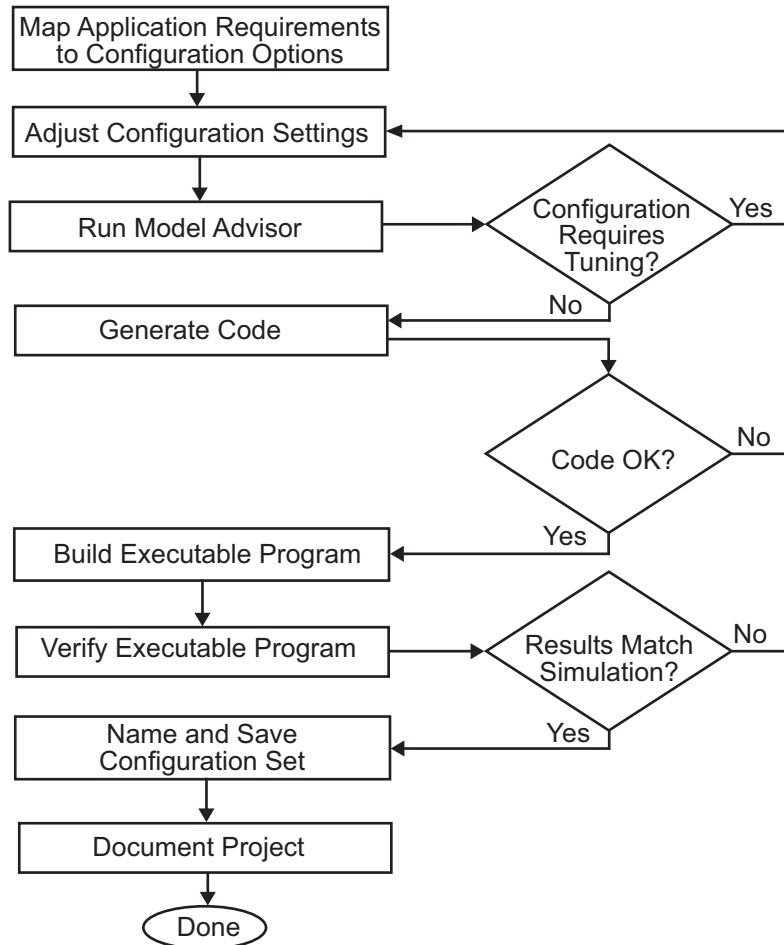 Map Application Requirements
to Configuration Options
Adjust Configuration Settings
Run Model Advisor
Configuration
Requires
Tuning?
Yes
No
Generate Code
Code OK?
No
Yes
Build Executable Program
Verify Executable Program
Results Match
Simulation?
No
Yes
Name and Save
Configuration Set
Document Project
Done